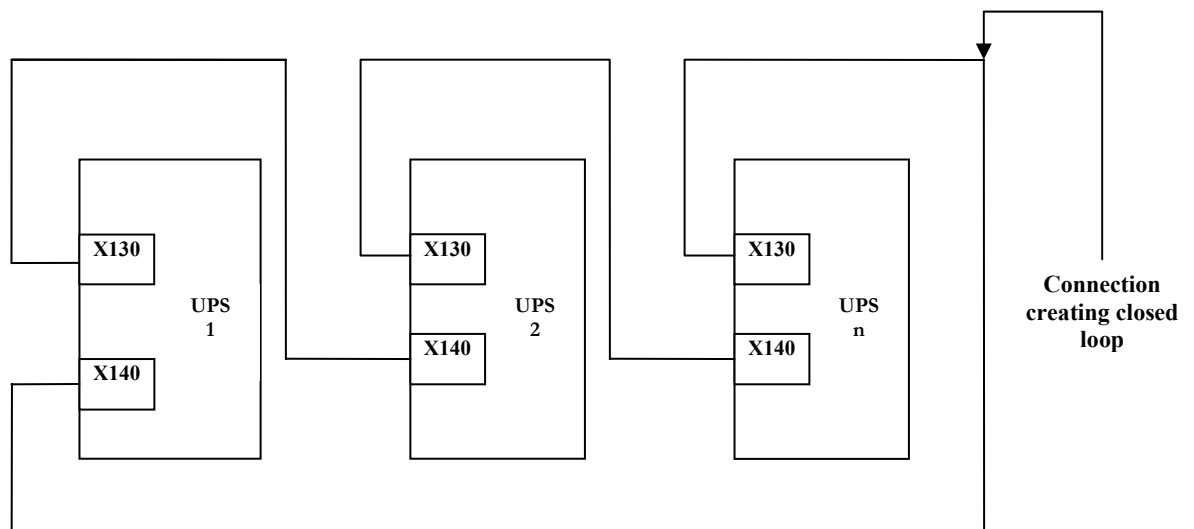 X130
X140
UPS
1
X130
X140
UPS
2
X130
X140
UPS
n
Connection
creating closed
loop